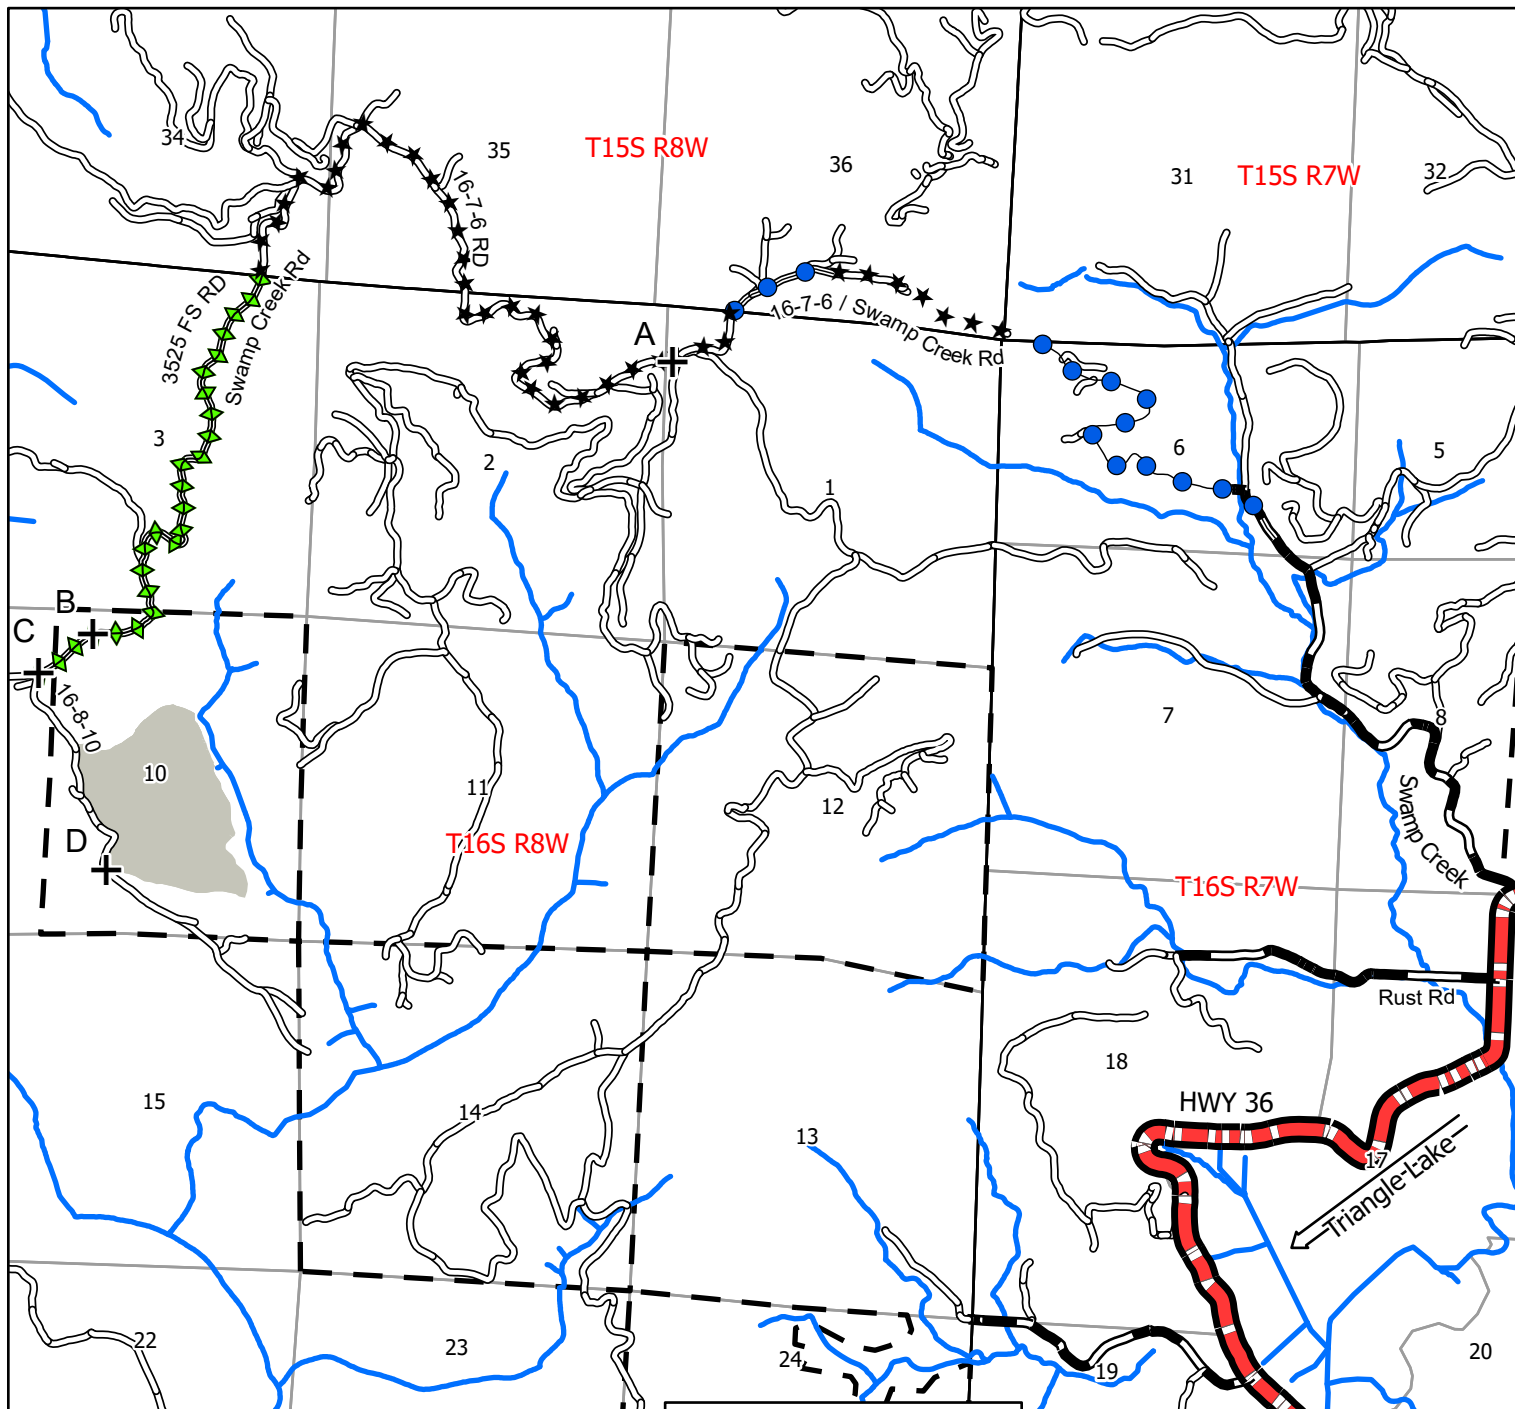 34
35
T15S R8W
36
31
T15S R7W
32
16-7-6 RD
3525 FS RD
Swamp Creek Rd
A
16-7-6 / Swamp Creek Rd
3
2
1
6
5
B
C
16-8-10
10
D
11
T16S R8W
12
7
8
Swamp Creek
T16S R7W
Rust Rd
18
HWY 36
17
Triangle Lake
15
14
13
22
23
24
19
20